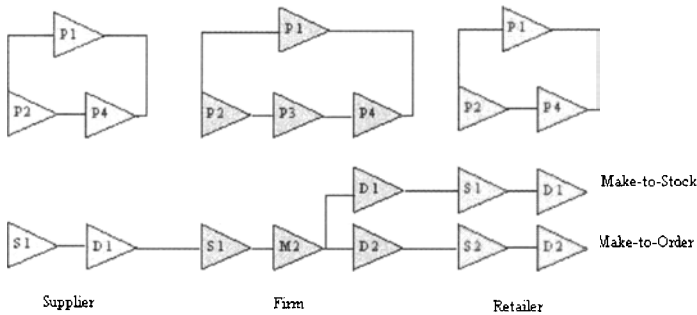 P1 P1 P1
P2 P4 P2 P3 P4 P2 P4
D1 S1 D1 Make-to-Stock
S1 D1 S1 M2 D2 S2 D2 Make-to-Order
Supplier Firm Retailer